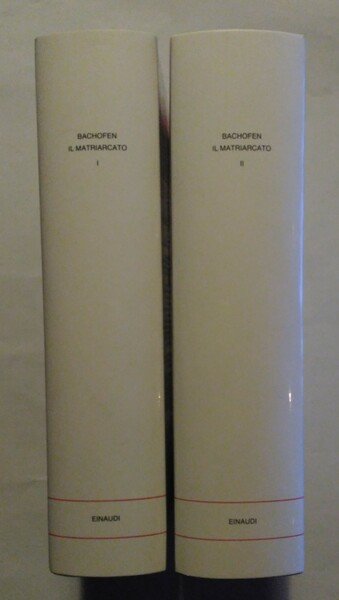 BACHOFEN
IL MATRIARCATO
I
EINAUDI
BACHOFEN
IL MATRIARCATO
II
EINAUDI